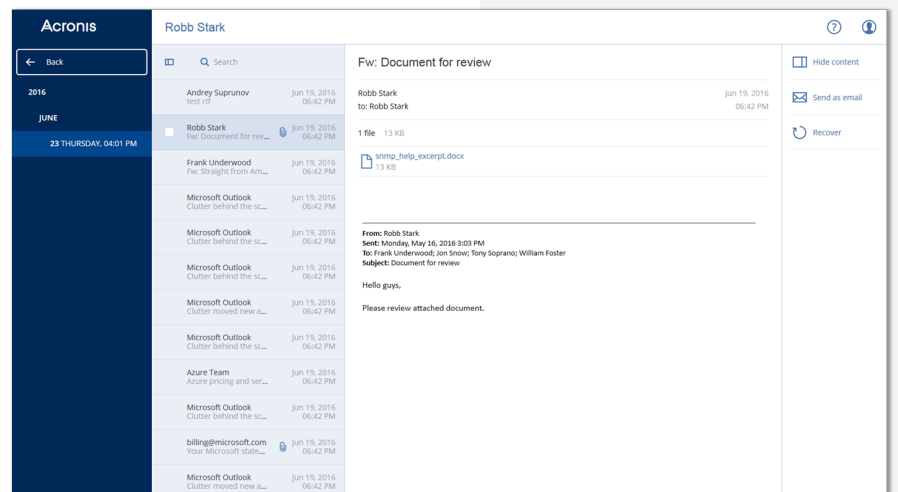 Acronis
Robb Stark
Back
2016
JUNE
23 THURSDAY, 04:01 PM
Search
Andrey Suprunov Jun 19, 2016
test rtf 06:42 PM
Robb Stark Jun 19, 2016
Fw: Document for rev... 06:42 PM
Frank Underwood Jun 19, 2016
Fw: Straight from Am... 06:42 PM
Microsoft Outlook Jun 19, 2016
Clutter behind the sc... 06:42 PM
Microsoft Outlook Jun 19, 2016
Clutter behind the sc... 06:42 PM
Microsoft Outlook Jun 19, 2016
Clutter behind the sc... 06:42 PM
Microsoft Outlook Jun 19, 2016
Clutter moved new a... 06:42 PM
Microsoft Outlook Jun 19, 2016
Clutter behind the sc... 06:42 PM
Azure Team Jun 19, 2016
Azure pricing and ser... 06:42 PM
Microsoft Outlook Jun 19, 2016
Clutter behind the sc... 06:42 PM
billing@microsoft.com Jun 19, 2016
Your Microsoft state... 06:42 PM
Microsoft Outlook Jun 19, 2016
Clutter moved new a... 06:42 PM
Fw: Document for review
Robb Stark Jun 19, 2016
to: Robb Stark 06:42 PM
1 file 13 KB
snmp_help_excerpt.docx
13 KB
From: Robb Stark
Sent: Monday, May 16, 2016 3:03 PM
To: Frank Underwood; Jon Snow; Tony Soprano; William Foster
Subject: Document for review
Hello guys,
Please review attached document.
Hide content
Send as email
Recover